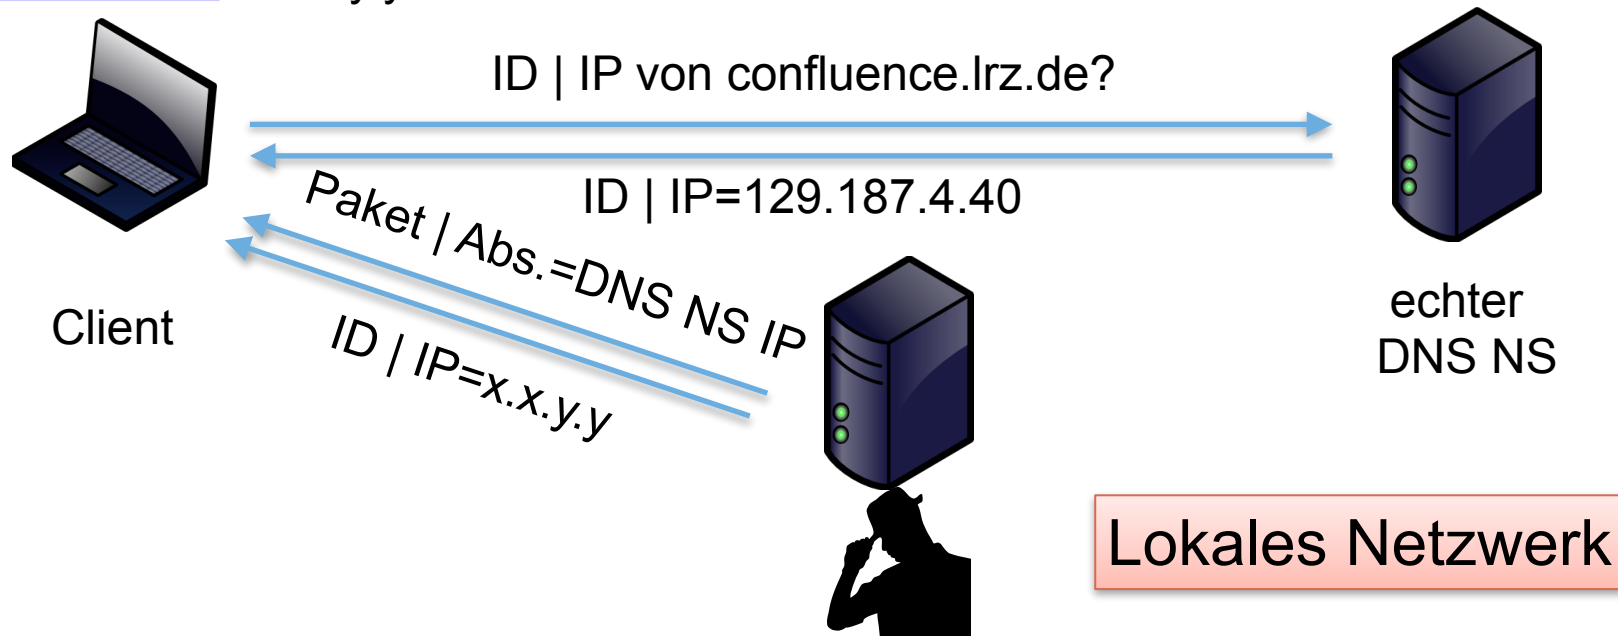 ID | IP von confluence.lrz.de?
ID | IP=129.187.4.40
Paket | Abs.=DNS NS IP
ID | IP=x.x.y.y
Client
echter
DNS NS
Lokales Netzwerk